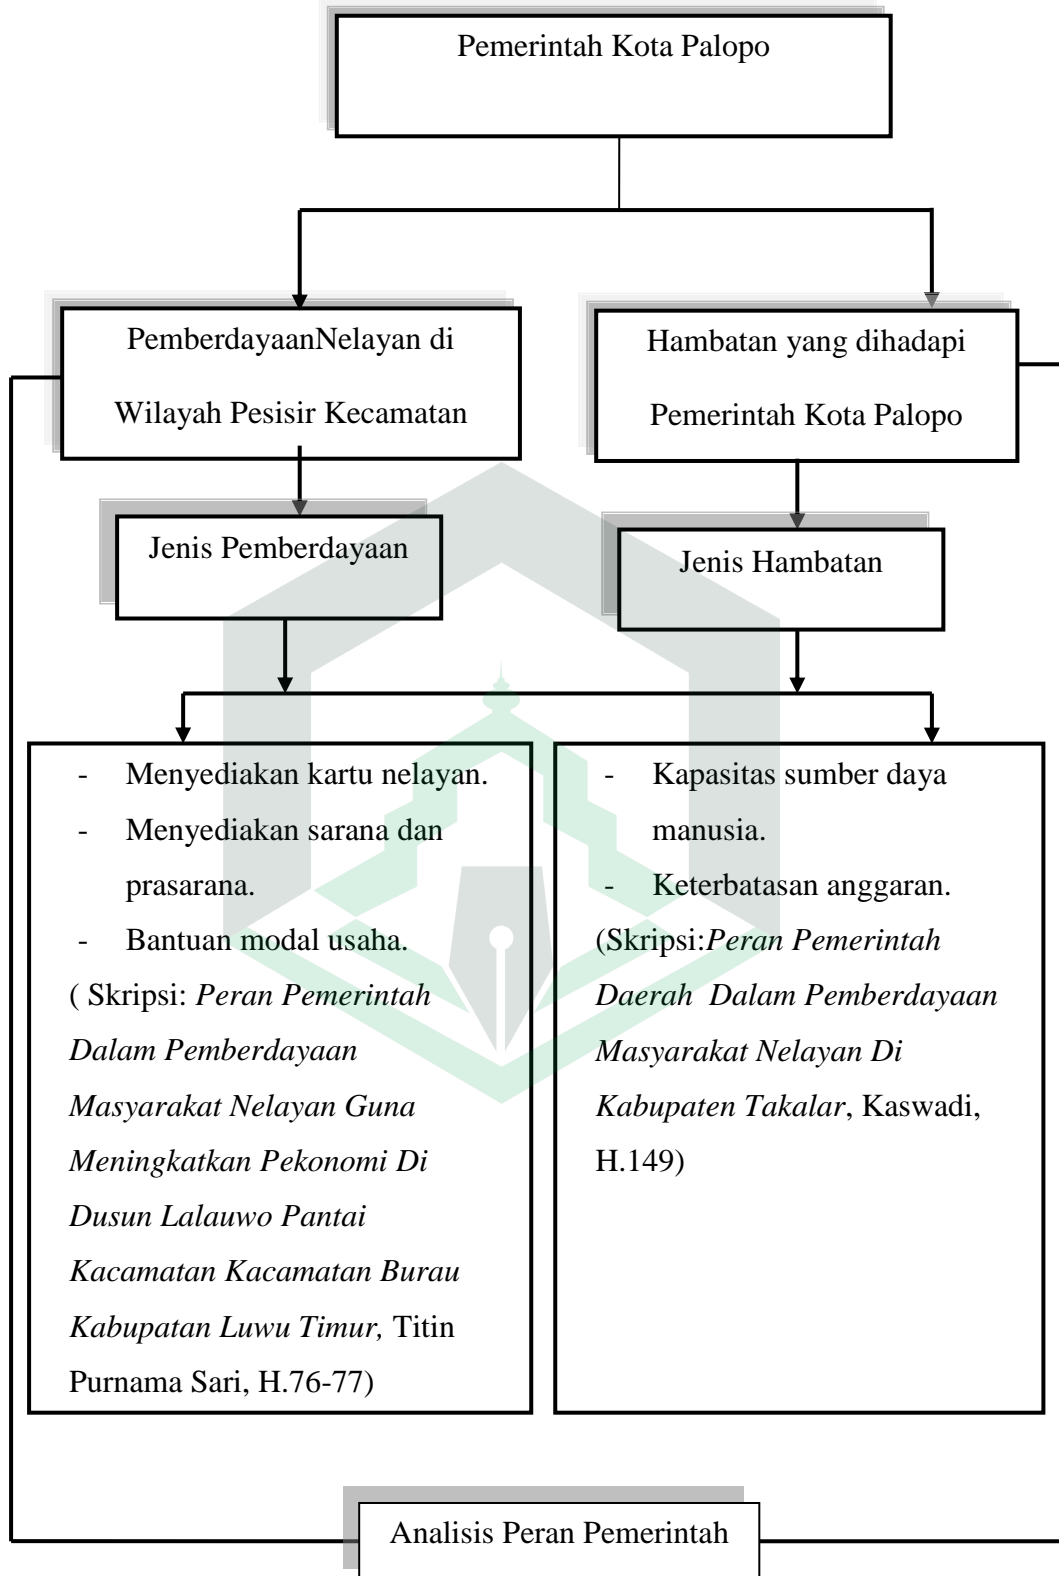 Pemerintah Kota Palopo
PemberdayaanNelayan di
Wilayah Pesisir Kecamatan
Hambatan yang dihadapi
Pemerintah Kota Palopo
Jenis Pemberdayaan
Jenis Hambatan
- Menyediakan kartu nelayan.
- Menyediakan sarana dan
prasarana.
- Bantuan modal usaha.
( Skripsi: Peran Pemerintah
Dalam Pemberdayaan
Masyarakat Nelayan Guna
Meningkatkan Pekonomi Di
Dusun Lalauwo Pantai
Kacamatan Kacamatan Burau
Kabupatan Luwu Timur, Titin
Purnama Sari, H.76-77)
- Kapasitas sumber daya
manusia.
- Keterbatasan anggaran.
(Skripsi:Peran Pemerintah
Daerah Dalam Pemberdayaan
Masyarakat Nelayan Di
Kabupaten Takalar, Kaswadi,
H.149)
Analisis Peran Pemerintah